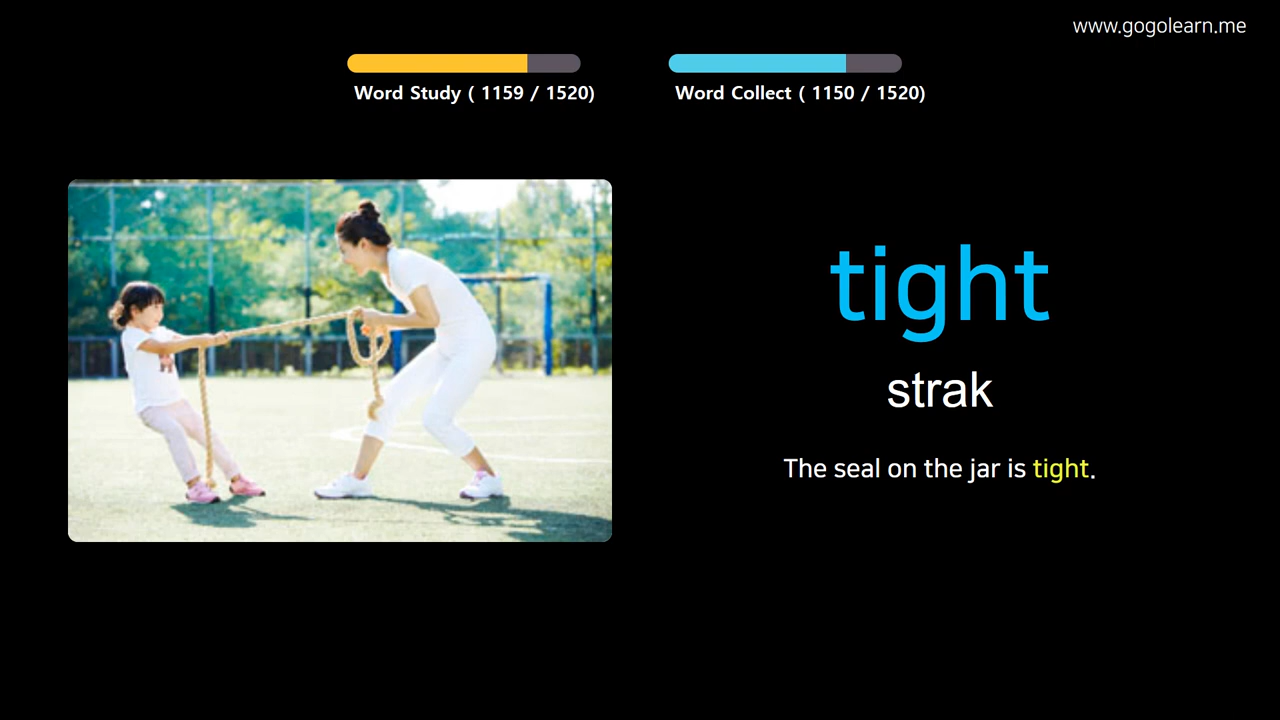 www.gogolearn.me
Word Study ( 1159 / 1520)
Word Collect ( 1150 / 1520)
tight
strak
The seal on the jar is tight.